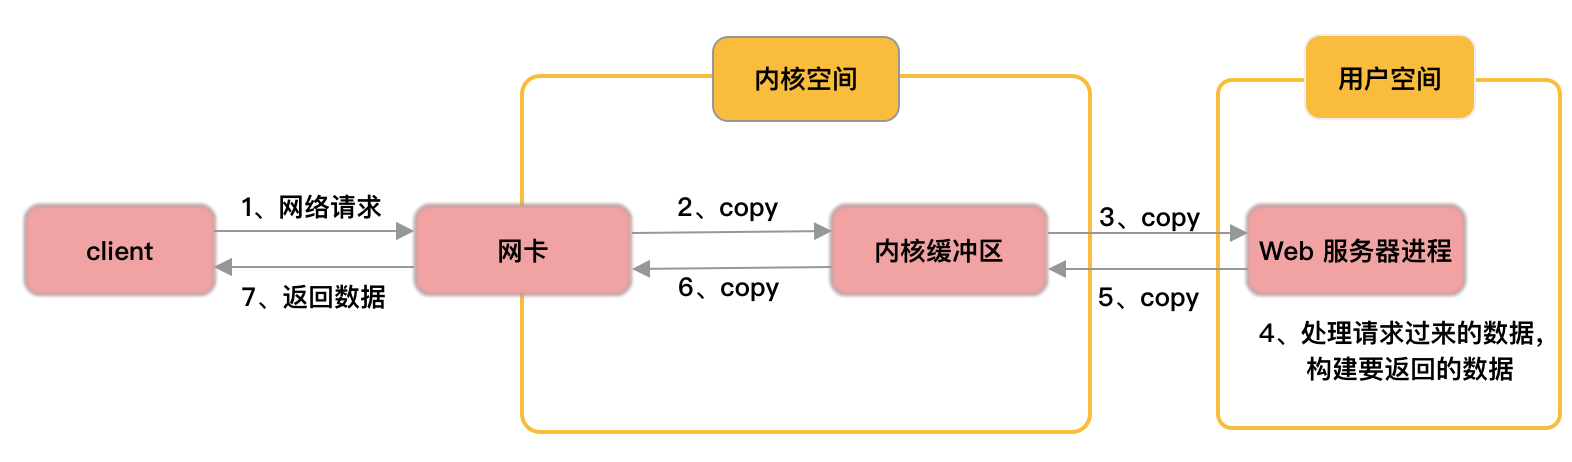 内核空间
用户空间
1、网络请求
2、copy
3、copy
client
网卡
内核缓冲区
Web 服务器进程
7、返回数据
6、copy
5、copy
4、处理请求过来的数据，
构建要返回的数据